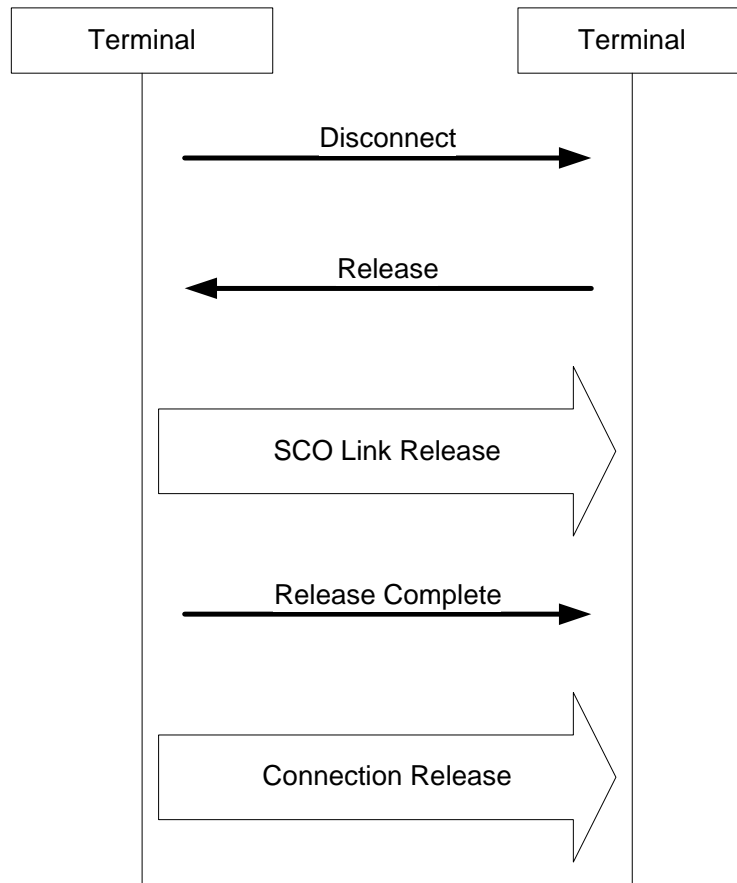 Terminal
Terminal
Disconnect
Release
SCO Link Release
Release Complete
Connection Release